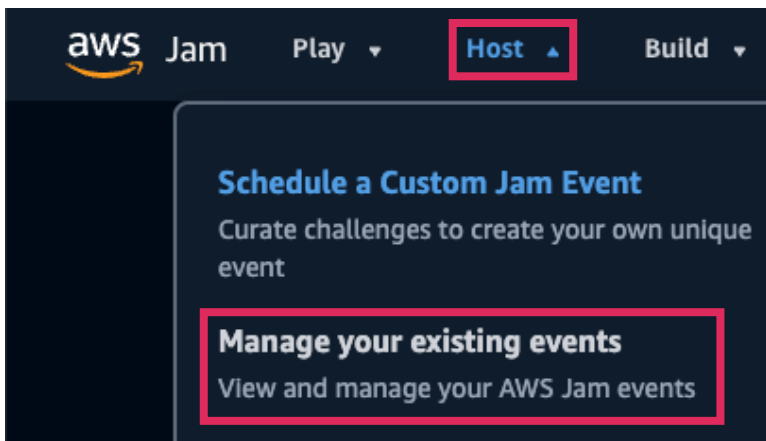 aws Jam Play Host Build
Schedule a Custom Jam Event
Curate challenges to create your own unique
event
Manage your existing events
View and manage your AWS Jam events